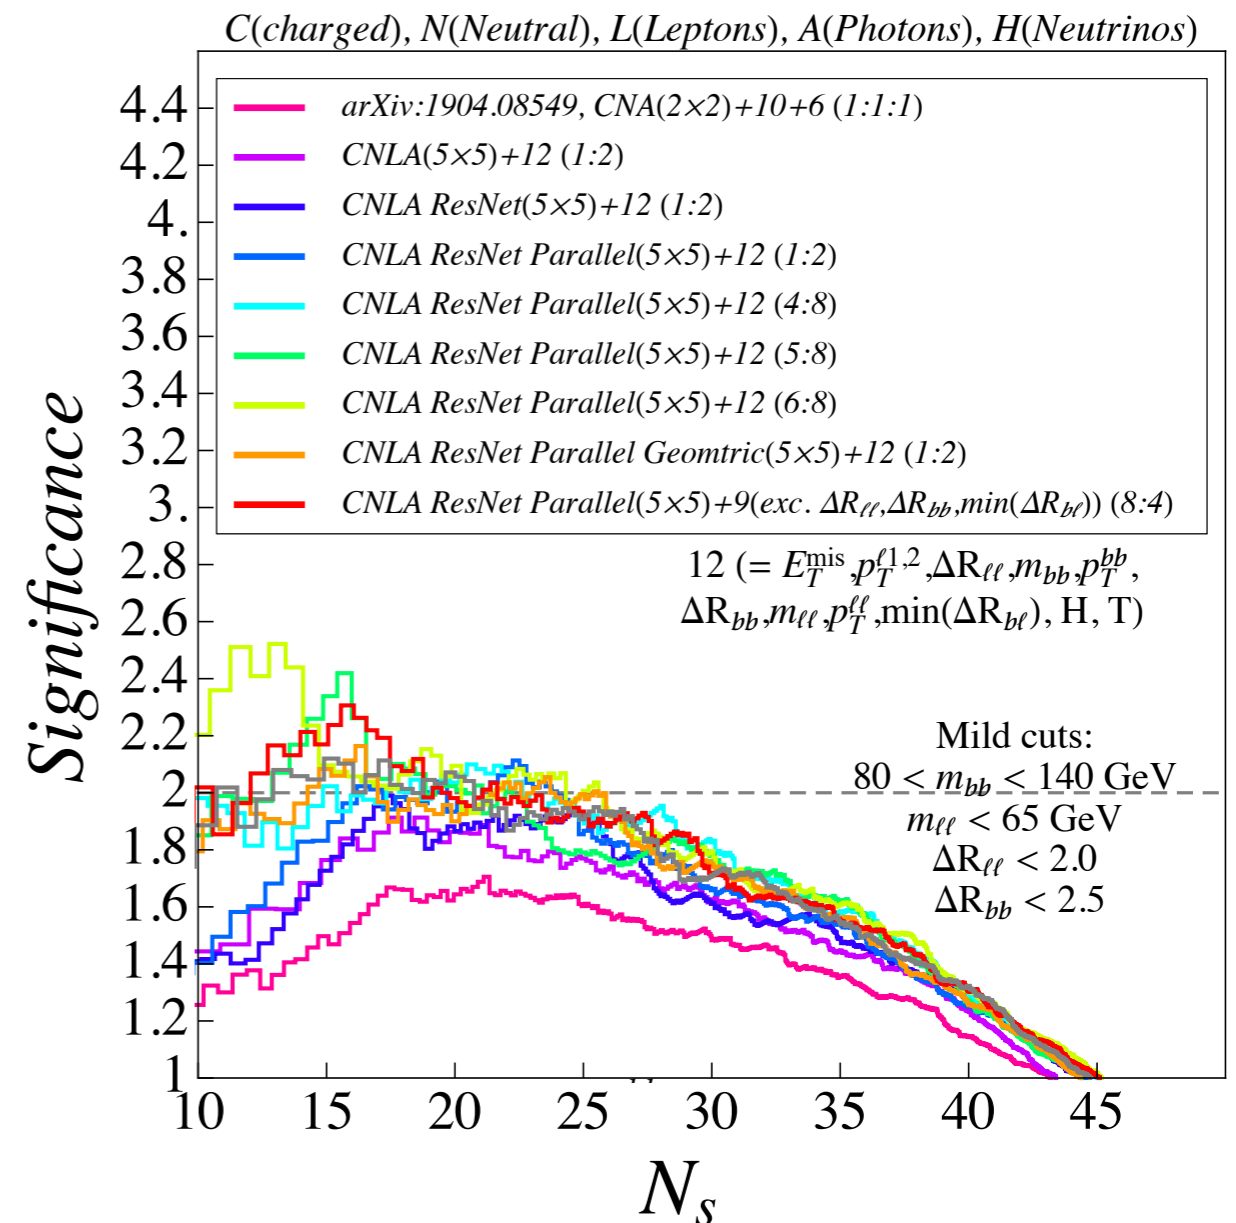 C(charged), N(Neutral), L(Leptons), A(Photons), H(Neutrinos)
arXiv:1904.08549, CNA(2×2)+10+6 (1:1:1)
CNLA(5×5)+12 (1:2)
CNLA ResNet(5×5)+12 (1:2)
CNLA ResNet Parallel(5×5)+12 (1:2)
CNLA ResNet Parallel(5×5)+12 (4:8)
CNLA ResNet Parallel(5×5)+12 (5:8)
CNLA ResNet Parallel(5×5)+12 (6:8)
CNLA ResNet Parallel Geomtric(5×5)+12 (1:2)
CNLA ResNet Parallel(5×5)+9(exc. ΔRℓℓ,ΔRbb,min(ΔRbℓ)) (8:4)
12 (= E_T^mis,p_T^ℓ1,2,ΔRℓℓ,mbb,p_T^bb,
ΔRbb,mℓℓ,p_T^ℓℓ,min(ΔRbℓ), H, T)
Mild cuts:
80 < mbb < 140 GeV
mℓℓ < 65 GeV
ΔRℓℓ < 2.0
ΔRbb < 2.5
Significance
4.4
4.2
4.
3.8
3.6
3.4
3.2
3.
2.8
2.6
2.4
2.2
2
1.8
1.6
1.4
1.2
1
10 15 20 25 30 35 40 45
Ns